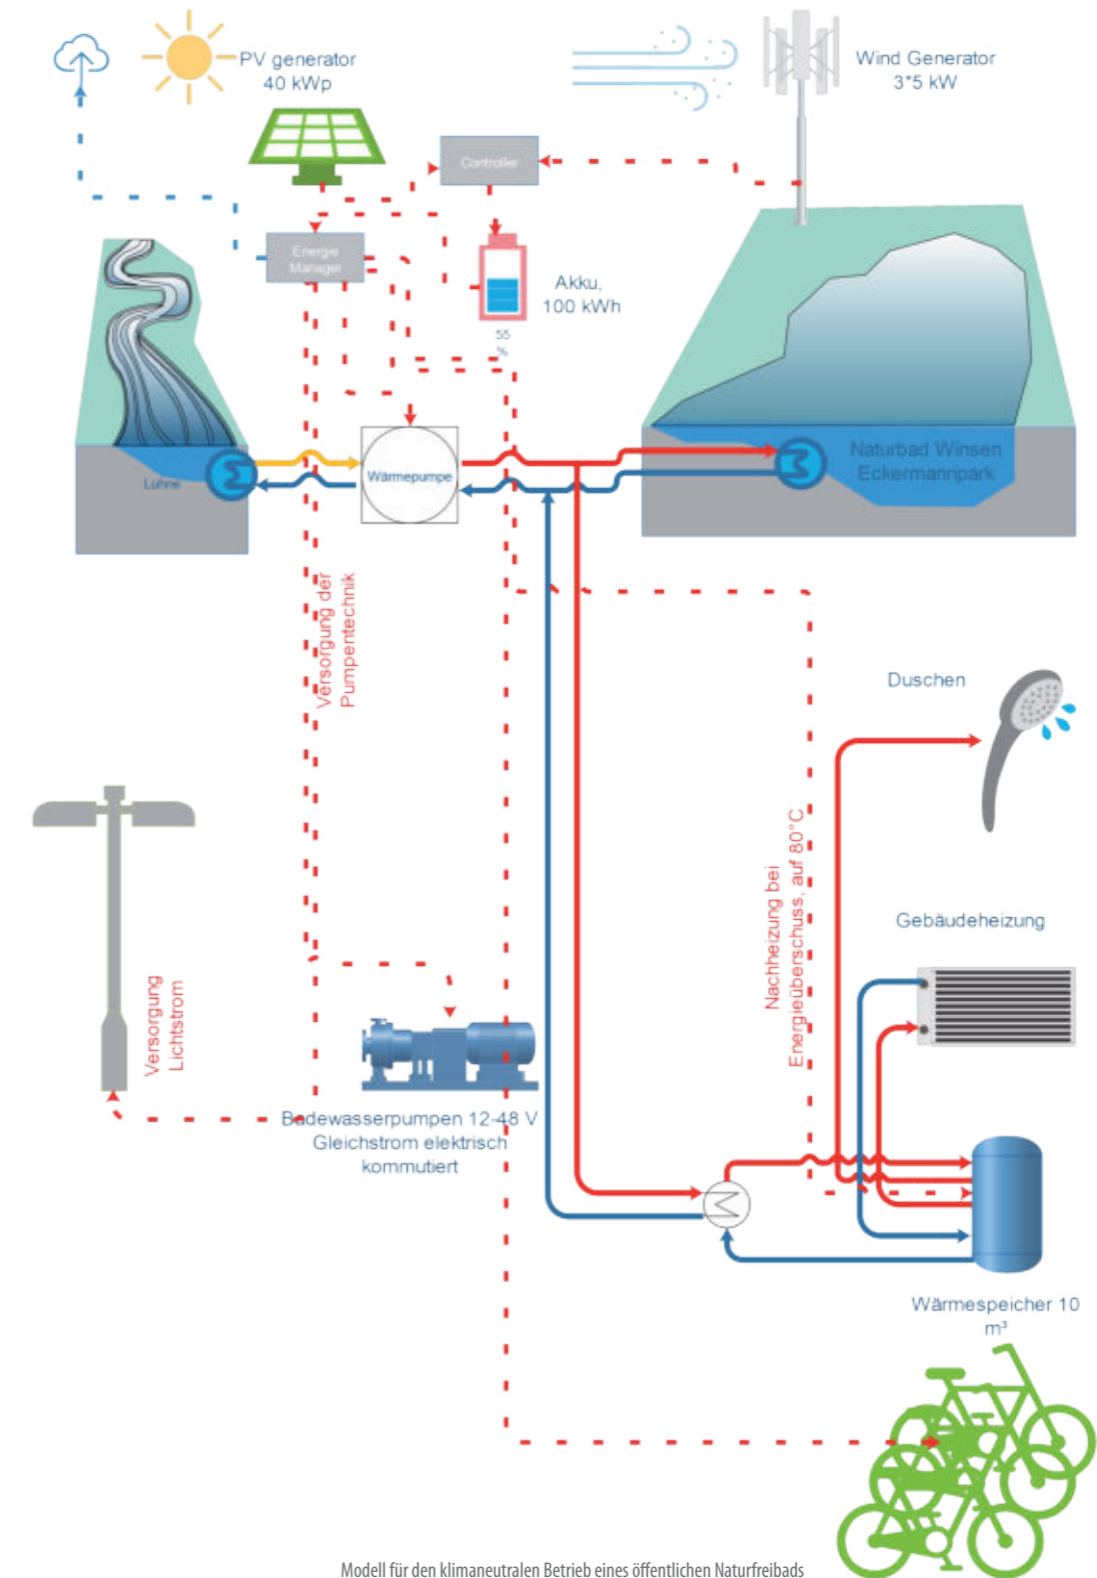 PV generator
40 kWp
Wind Generator
3*5 kW
Controller
Energie
Manager
Akku,
100 kWh
55
%
Wärmepumpe
Luhne
Naturbad Winsen
Eckermannpark
Versorgung der
Pumpentechnik
Duschen
Nachheizung bei
Energieüberschuss, auf 80°C
Gebäudeheizung
Versorgung
Lichtstrom
Badewasserpumpen 12-48 V
Gleichstrom elektrisch
kommutiert
Wärmespeicher 10
m³
Modell für den klimaneutralen Betrieb eines öffentlichen Naturfreibads